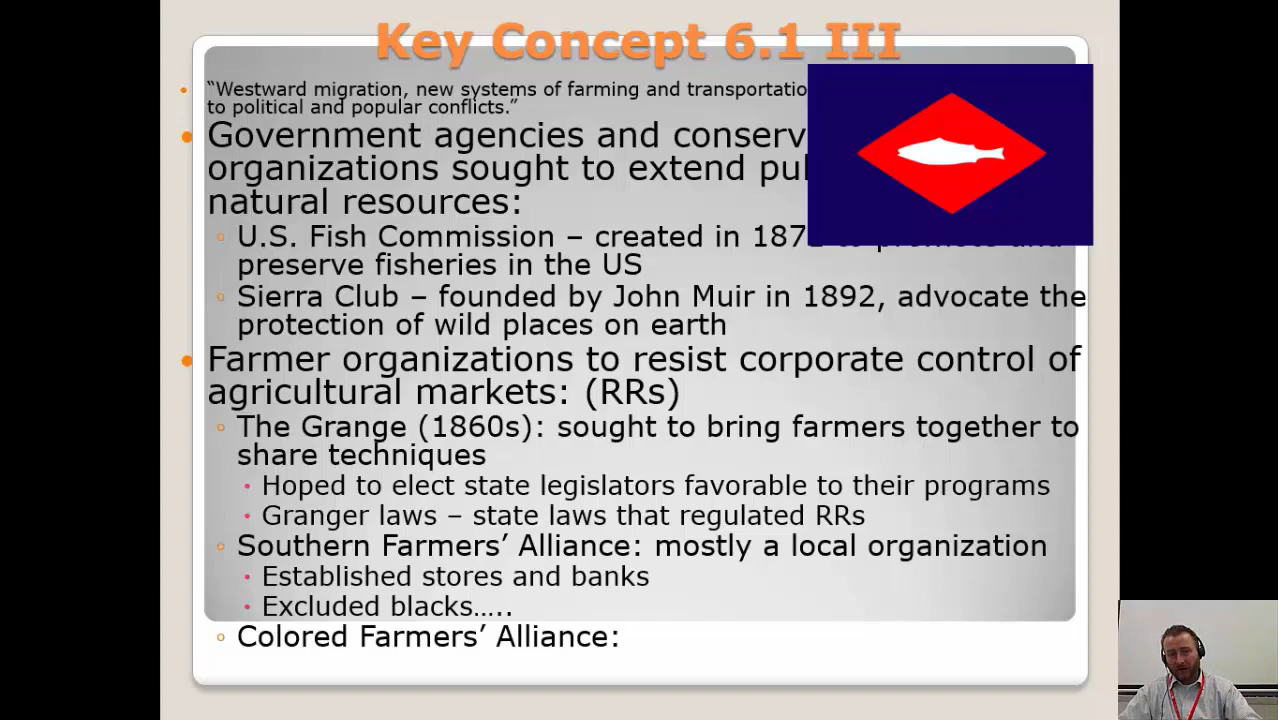 Key Concept 6.1 III
“Westward migration, new systems of farming and
to political and popular conflicts.”
Government agencies and
organizations sought to extend
natural resources:
U.S. Fish Commission – created in
preserve fisheries in the US
Sierra Club – founded by John Muir in 1892, advocate the
protection of wild places on earth
Farmer organizations to resist corporate control of
agricultural markets: (RRs)
The Grange (1860s): sought to bring farmers together to
share techniques
Hoped to elect state legislators favorable to their programs
Granger laws – state laws that regulated RRs
Southern Farmers’ Alliance: mostly a local organization
Established stores and banks
Excluded blacks…..
Colored Farmers’ Alliance: